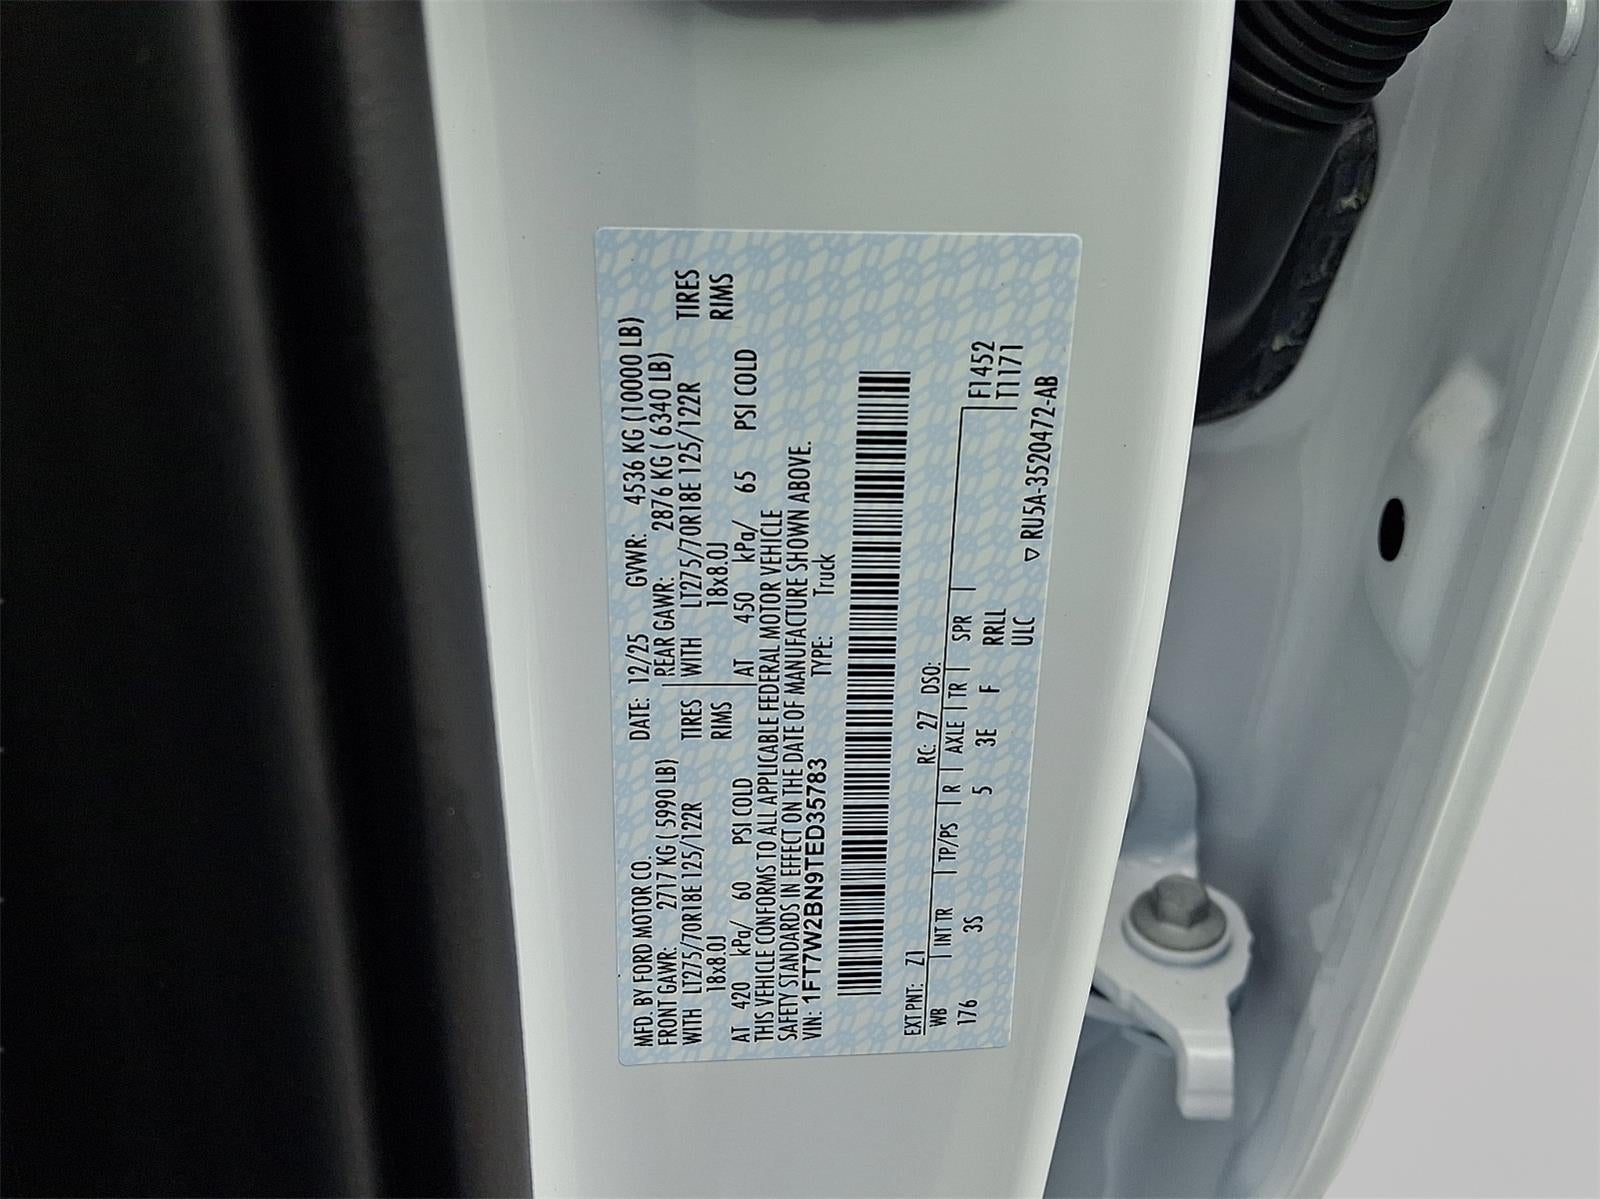 MFD. BY FORD MOTOR CO. DATE: 12/25 GVWR: 4536 KG (10000 LB)
FRONT GAWR: 2717 KG ( 5990 LB) REAR GAWR: 2876 KG ( 6340 LB)
WITH LT275/70R18E 125/122R TIRES WITH LT275/70R18E 125/122R TIRES
18x8.0J RIMS 18x8.0J RIMS
AT 420 kPa/ 60 PSI COLD AT 450 kPa/ 65 PSI COLD
THIS VEHICLE CONFORMS TO ALL APPLICABLE FEDERAL MOTOR VEHICLE
SAFETY STANDARDS IN EFFECT ON THE DATE OF MANUFACTURE SHOWN ABOVE.
VIN: 1FT7W2BN9TED35783 TYPE: Truck
EXT PNT: Z1 RC: 27 DSO:
WB INT TR TP/PS R AXLE TR SPR F1452
176 3S 5 3E F RRLL T1171
ULC
▽ RU5A-3520472-AB